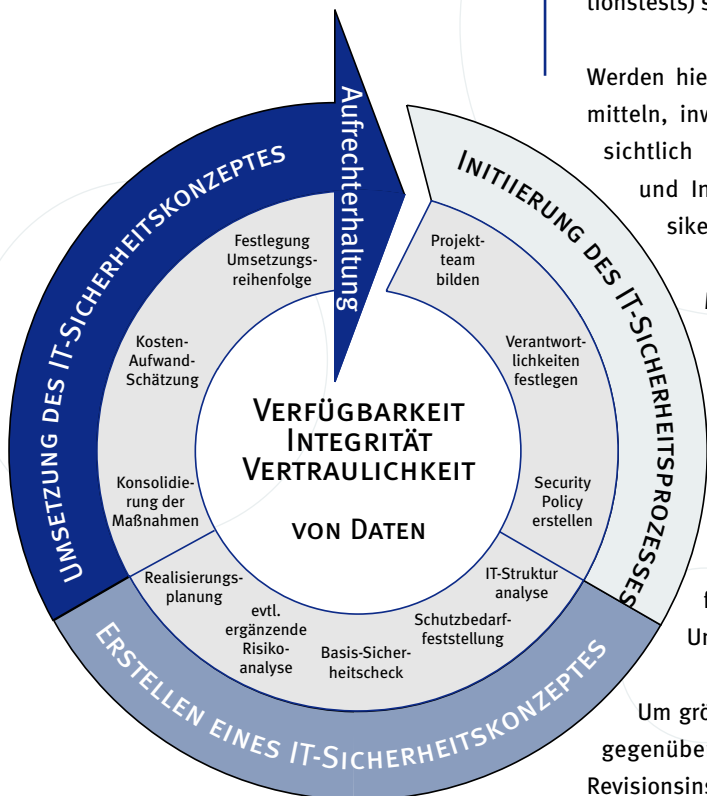 tionstests) s
Werden hie
mitteln, inw
sichtlich
und In
sike
f
Un
Um grö
gegenübe
Revisionsins
Aufrechterhaltung
INITIIERUNG DES IT-SICHERHEITSPROZESSES
Projekt-
team
bilden
Verantwort-
lichkeiten
festlegen
Security
Policy
erstellen
ERSTELLEN EINES IT-SICHERHEITSKONZEPTES
IT-Struktur
analyse
Schutzbedarf-
feststellung
Basis-Sicher-
heitscheck
evtl.
ergänzende
Risiko-
analyse
Realisierungs-
planung
UMSETZUNG DES IT-SICHERHEITSKONZEPTES
Konsolidie-
rung der
Maßnahmen
Kosten-
Aufwand-
Schätzung
Festlegung
Umsetzungs-
reihenfolge
VERFÜGBARKEIT
INTEGRITÄT
VERTRAULICHKEIT
VON DATEN